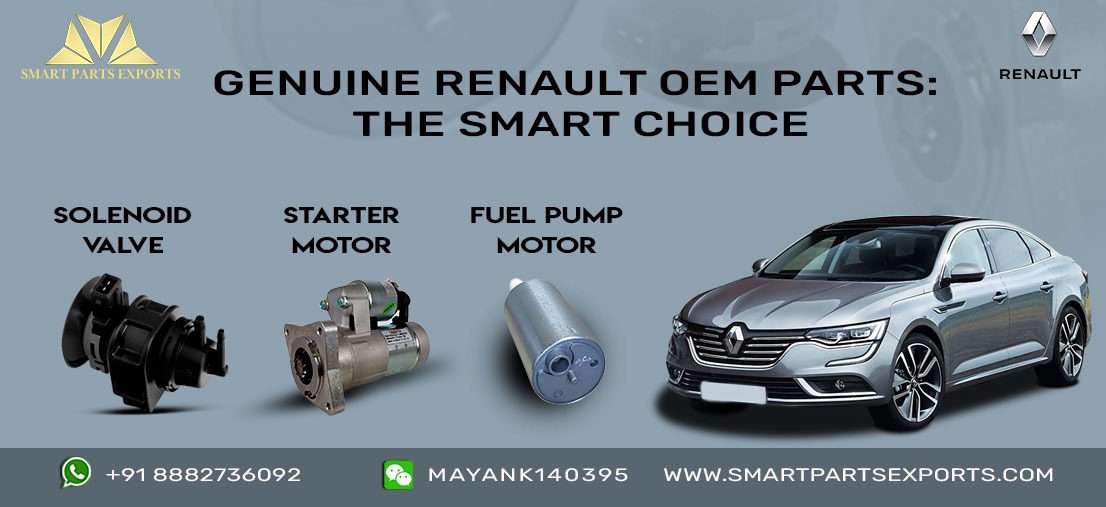 SMART PARTS EXPORTS
RENAULT
GENUINE RENAULT OEM PARTS:
THE SMART CHOICE
SOLENOID
VALVE
STARTER
MOTOR
FUEL PUMP
MOTOR
+91 8882736092
MAYANK140395
WWW.SMARTPARTSEXPORTS.COM